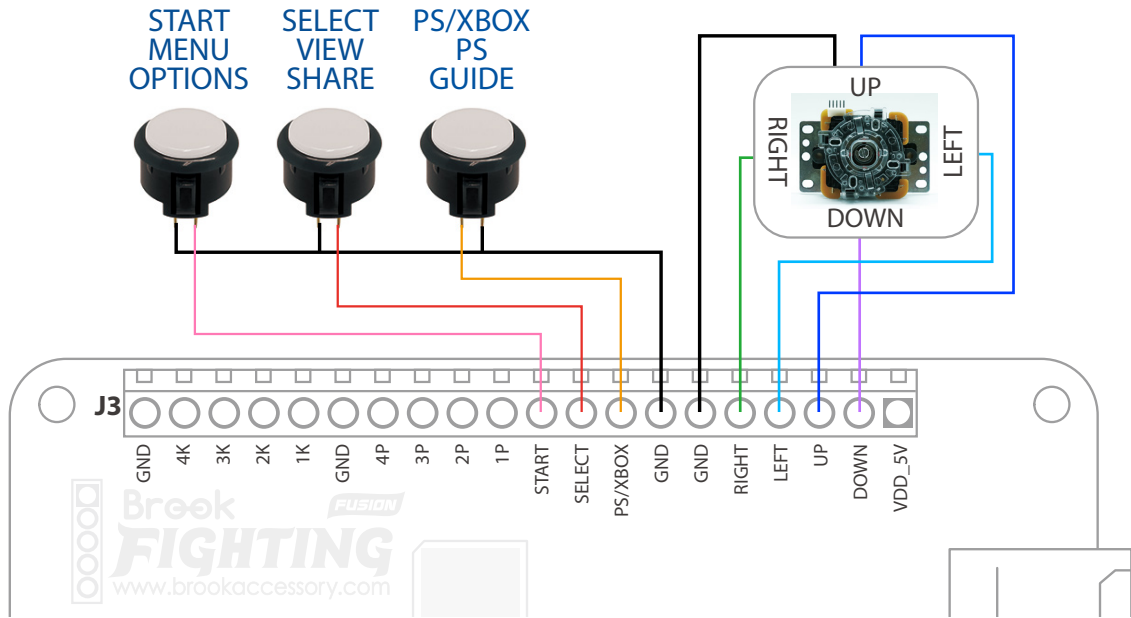 START
MENU
OPTIONS
SELECT
VIEW
SHARE
PS/XBOX
PS
GUIDE
UP
RIGHT
LEFT
DOWN
J3
GND
4K
3K
2K
1K
GND
4P
3P
2P
1P
START
SELECT
PS/XBOX
GND
GND
RIGHT
LEFT
UP
DOWN
VDD_5V
Brook
FUSION
FIGHTING
www.brookaccessory.com